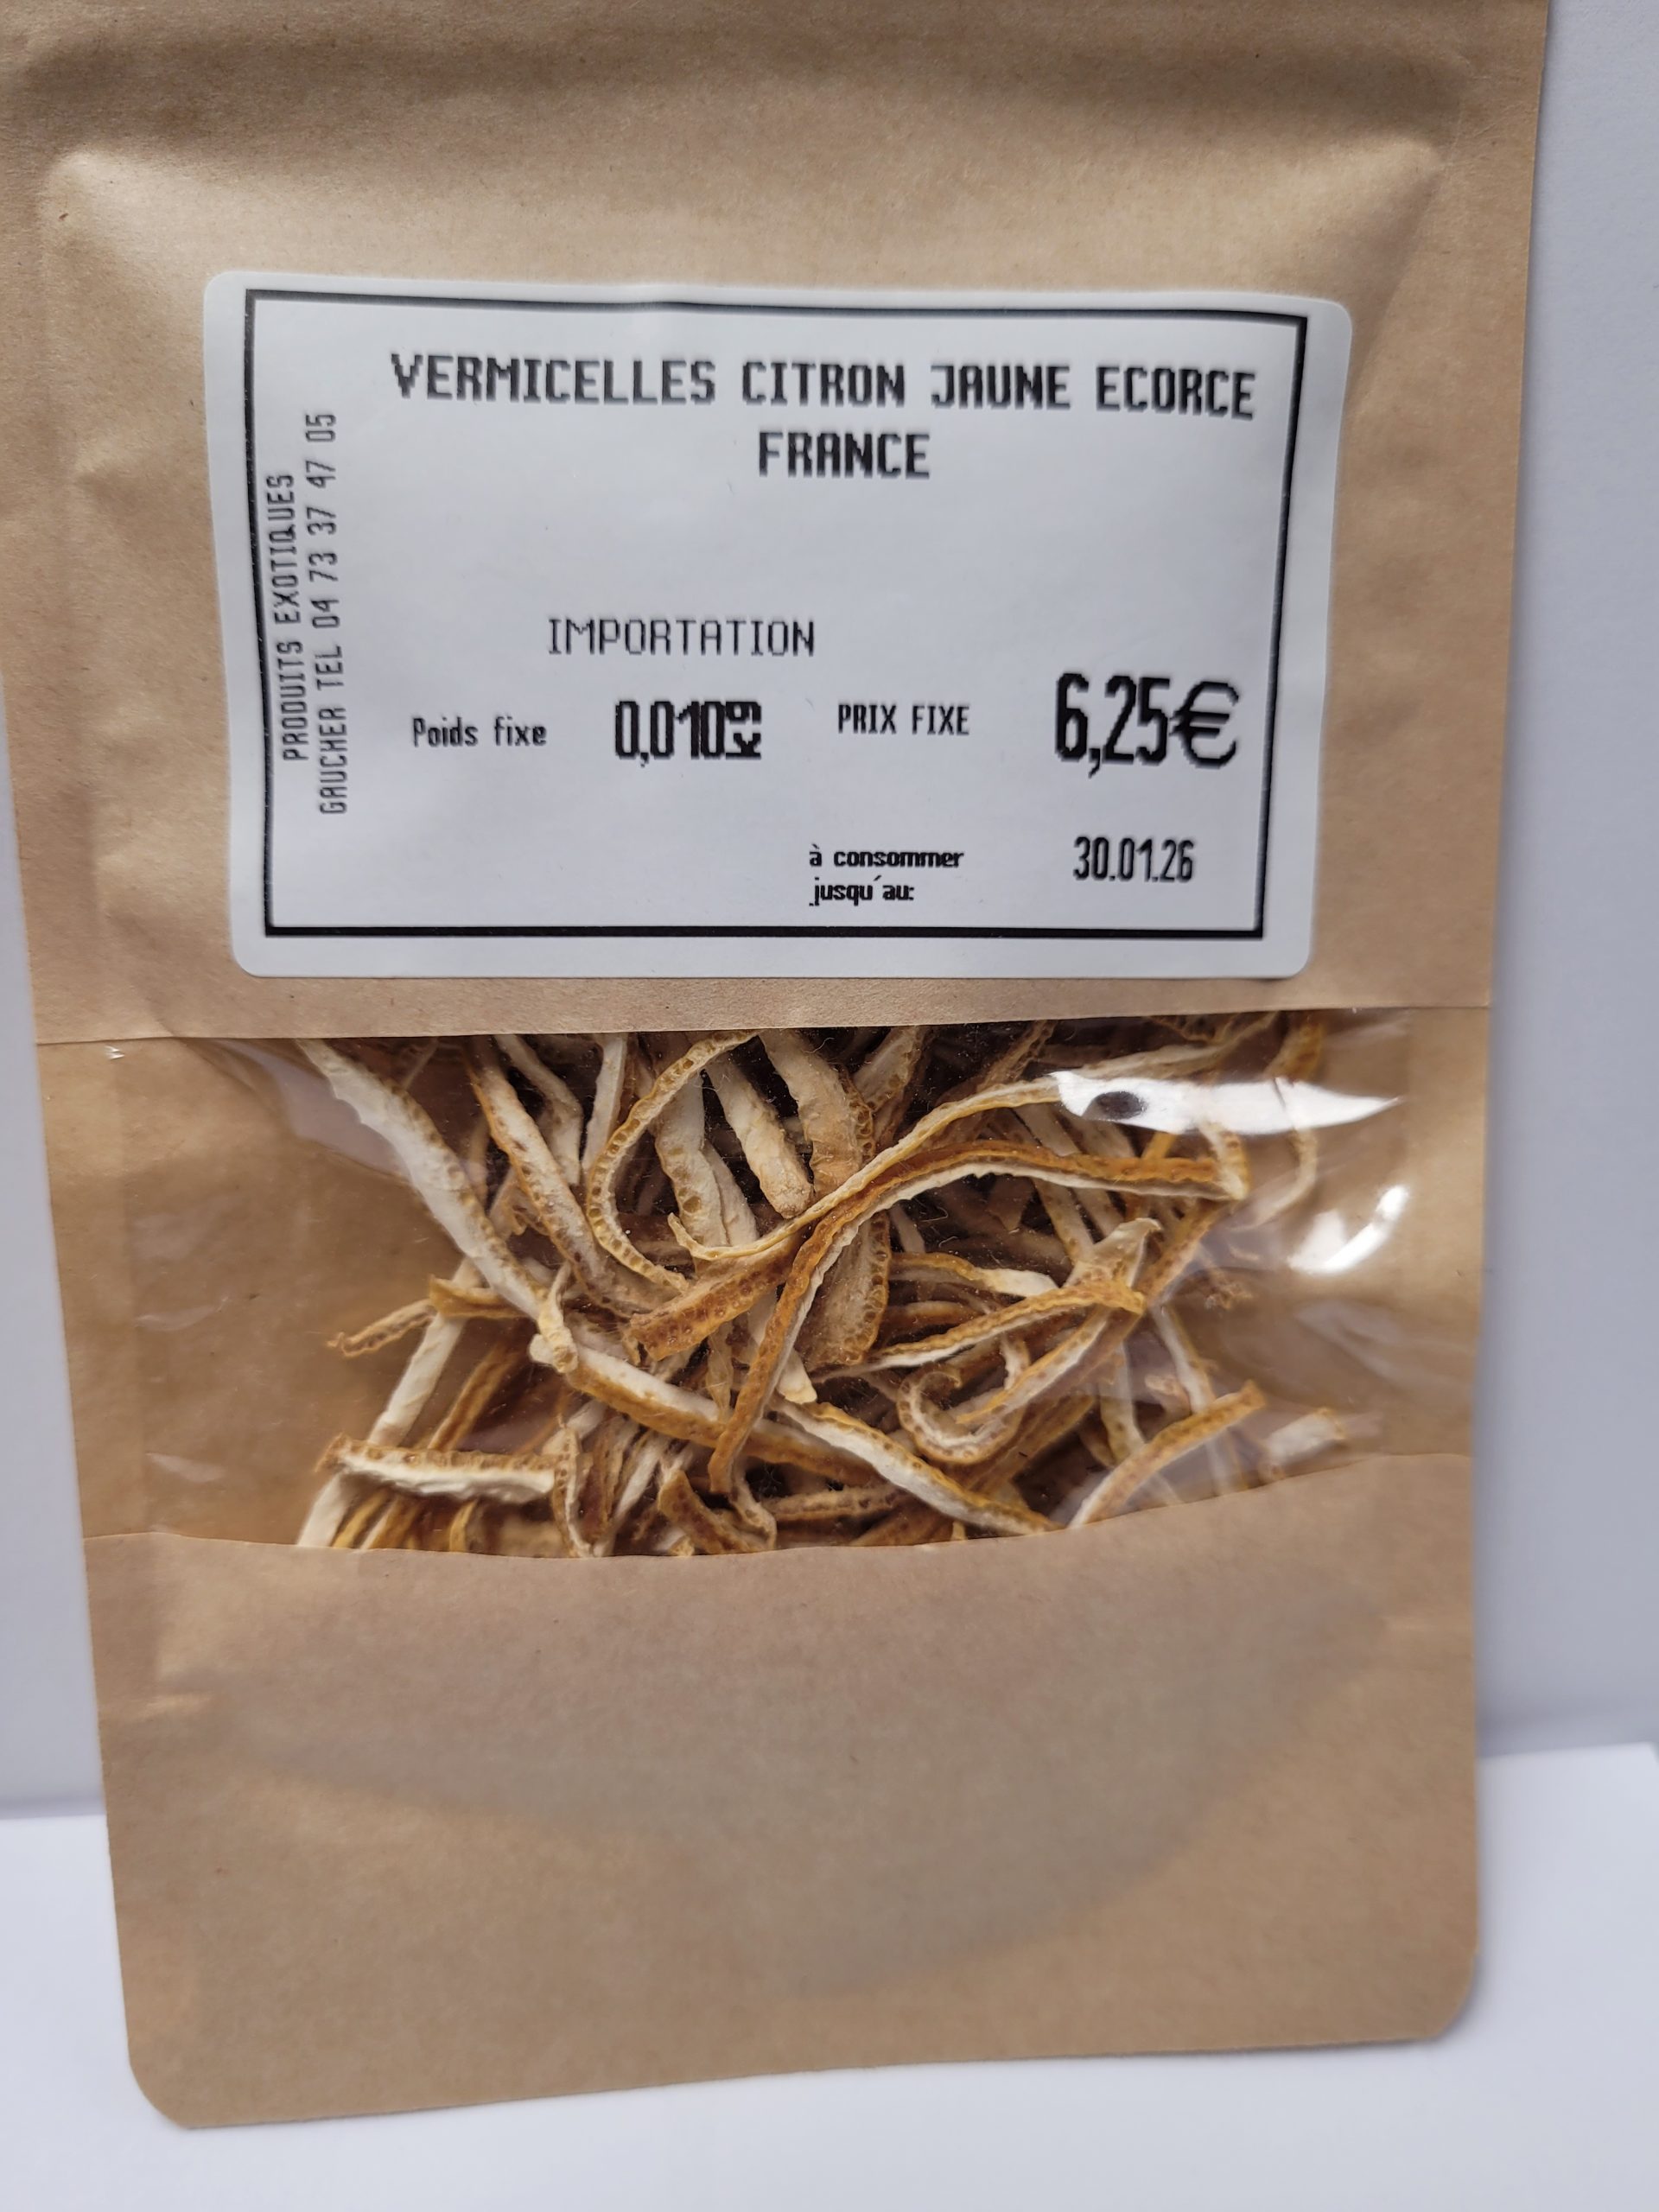 VERMICELLES CITRON JAUNE ECORCE
FRANCE
PRODUITS EXOTIQUES
GAUCHER TEL 04 73 37 47 05
IMPORTATION
Poids fixe 0,010kg PRIX FIXE 6,25€
à consommer 30.01.26
jusqu'au: